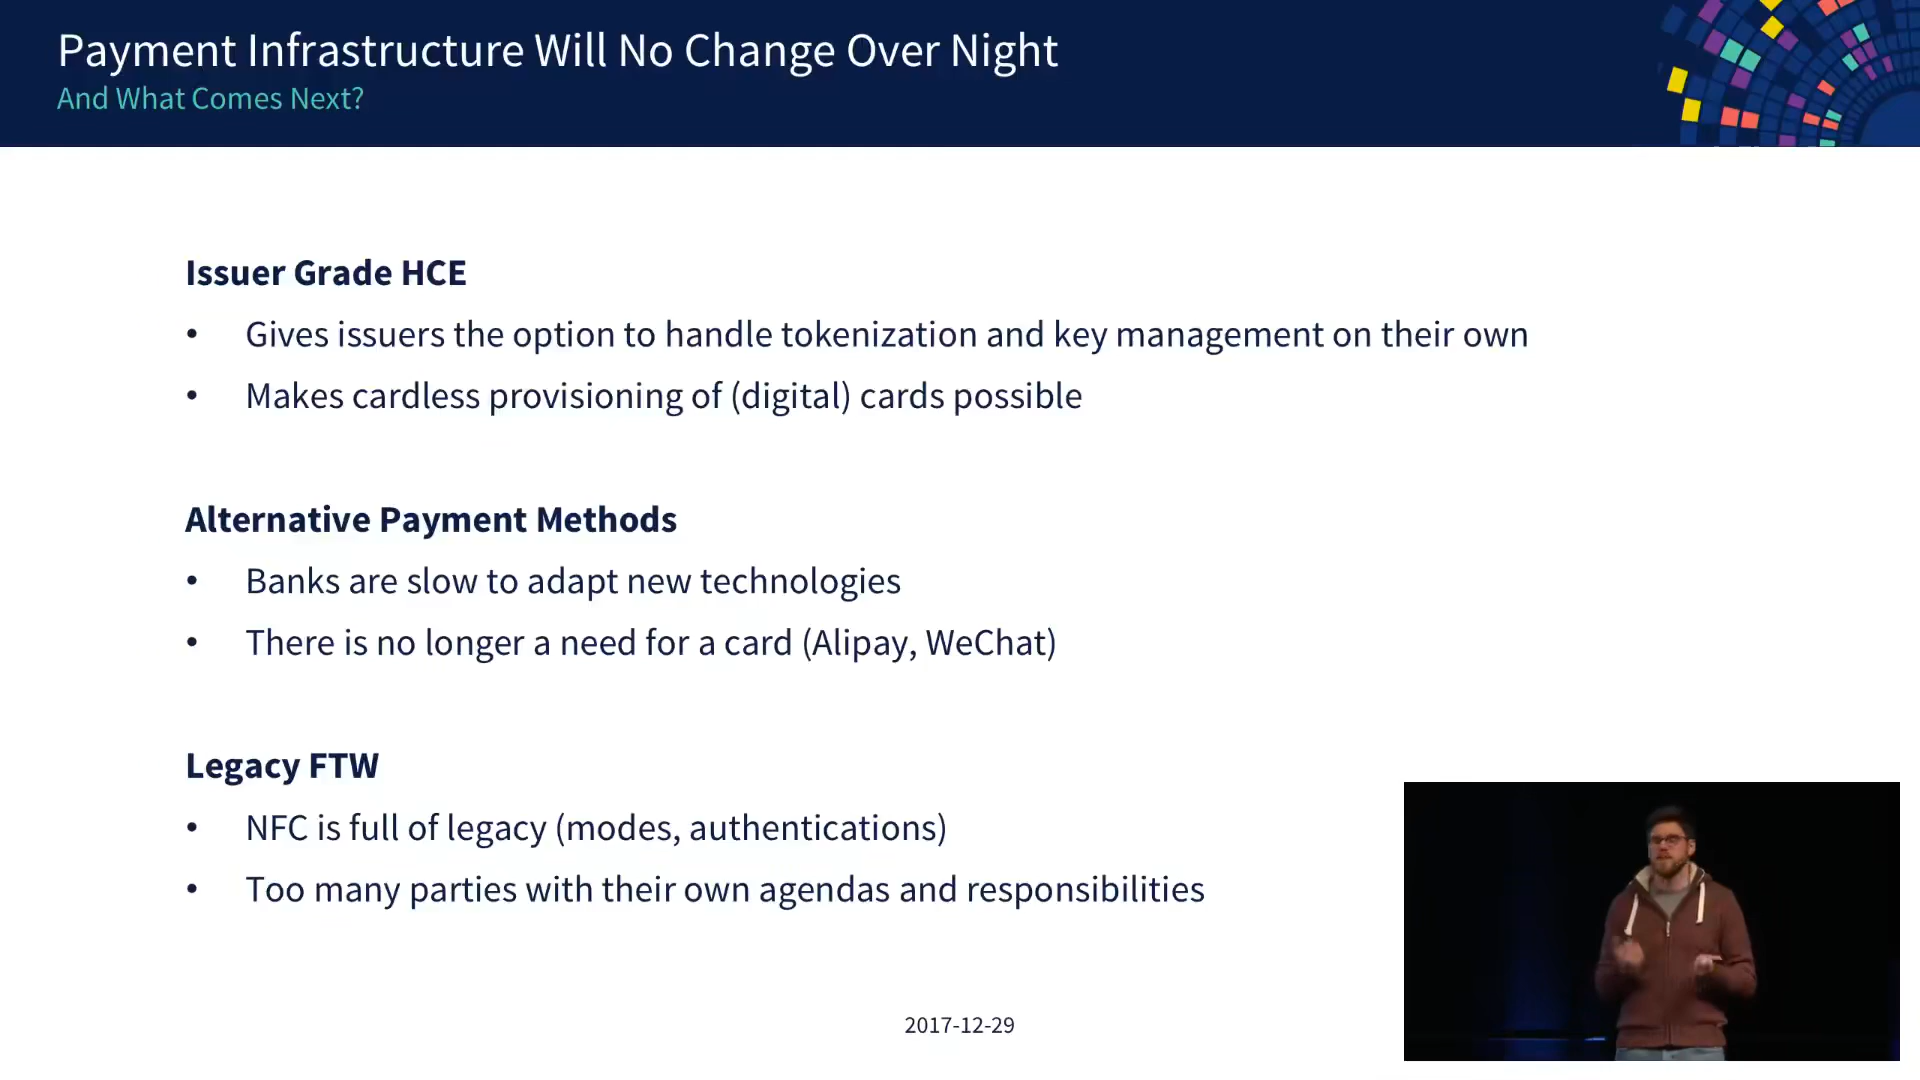 Payment Infrastructure Will No Change Over Night
And What Comes Next?
Issuer Grade HCE
• Gives issuers the option to handle tokenization and key management on their own
• Makes cardless provisioning of (digital) cards possible
Alternative Payment Methods
• Banks are slow to adapt new technologies
• There is no longer a need for a card (Alipay, WeChat)
Legacy FTW
• NFC is full of legacy (modes, authentications)
• Too many parties with their own agendas and responsibilities
2017-12-29